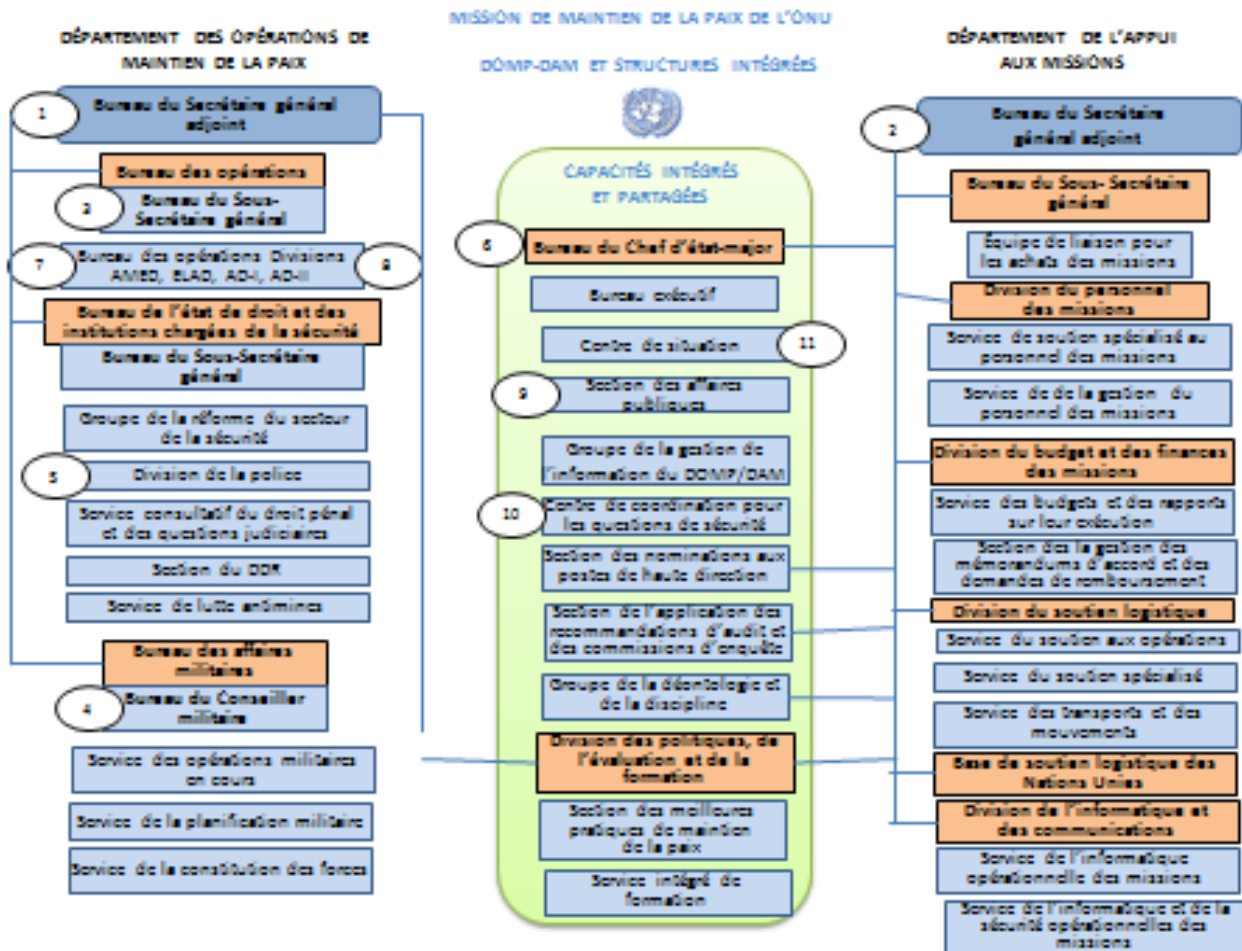 MISSION DE MAINTIEN DE LA PAIX DE L'ONU
DOMP-DAM ET STRUCTURES INTÉGRÉES
DÉPARTEMENT DES OPÉRATIONS DE
MAINTIEN DE LA PAIX
1
Bureau du Secrétaire général
adjoint
Bureau des opérations
3
Bureau du Sous-
Secrétaire général
7
Bureau des opérations Divisions
AMED, ELAD, AD-I, AD-II
8
Bureau de l'état de droit et des
institutions chargées de la sécurité
Bureau du Sous-Secrétaire
général
Groupe de la réforme du secteur
de la sécurité
5
Division de la police
Service consultatif du droit pénal
et des questions judiciaires
Section du DDR
Service de lutte antimines
Bureau des affaires
militaires
4
Bureau du Conseiller
militaire
Service des opérations militaires
en cours
Service de la planification militaire
Service de la constitution des forces
CAPACITÉS INTÉGRÉS
ET PARTAGÉES
6
Bureau du Chef d'état-major
Bureau exécutif
Centre de situation
11
9
Section des affaires
publiques
Groupe de la gestion de
l'information du DOMP/DAM
10
Centre de coordination pour
les questions de sécurité
Section des nominations aux
postes de haute direction
Section de l'application des
recommandations d'audit et
des commissions d'enquête
Groupe de la déontologie et
de la discipline
Division des politiques, de
l'évaluation et de la
formation
Section des meilleures
pratiques de maintien
de la paix
Service intégré de
formation
DÉPARTEMENT DE L'APPUI
AUX MISSIONS
2
Bureau du Secrétaire
général adjoint
Bureau du Sous- Secrétaire
général
Équipe de liaison pour
les achats des missions
Division du personnel
des missions
Service de soutien spécialisé au
personnel des missions
Service de de la gestion du
personnel des missions
Division du budget et des finances
des missions
Service des budgets et des rapports
sur leur exécution
Section des la gestion des
mémorandums d'accord et des
demandes de remboursement
Division du soutien logistique
Service du soutien aux opérations
Service du soutien spécialisé
Service des transports et des
mouvements
Base de soutien logistique des
Nations Unies
Division de l'informatique et
des communications
Service de l'informatique
opérationnelle des missions
Service de l'informatique et de la
sécurité opérationnelles des
missions